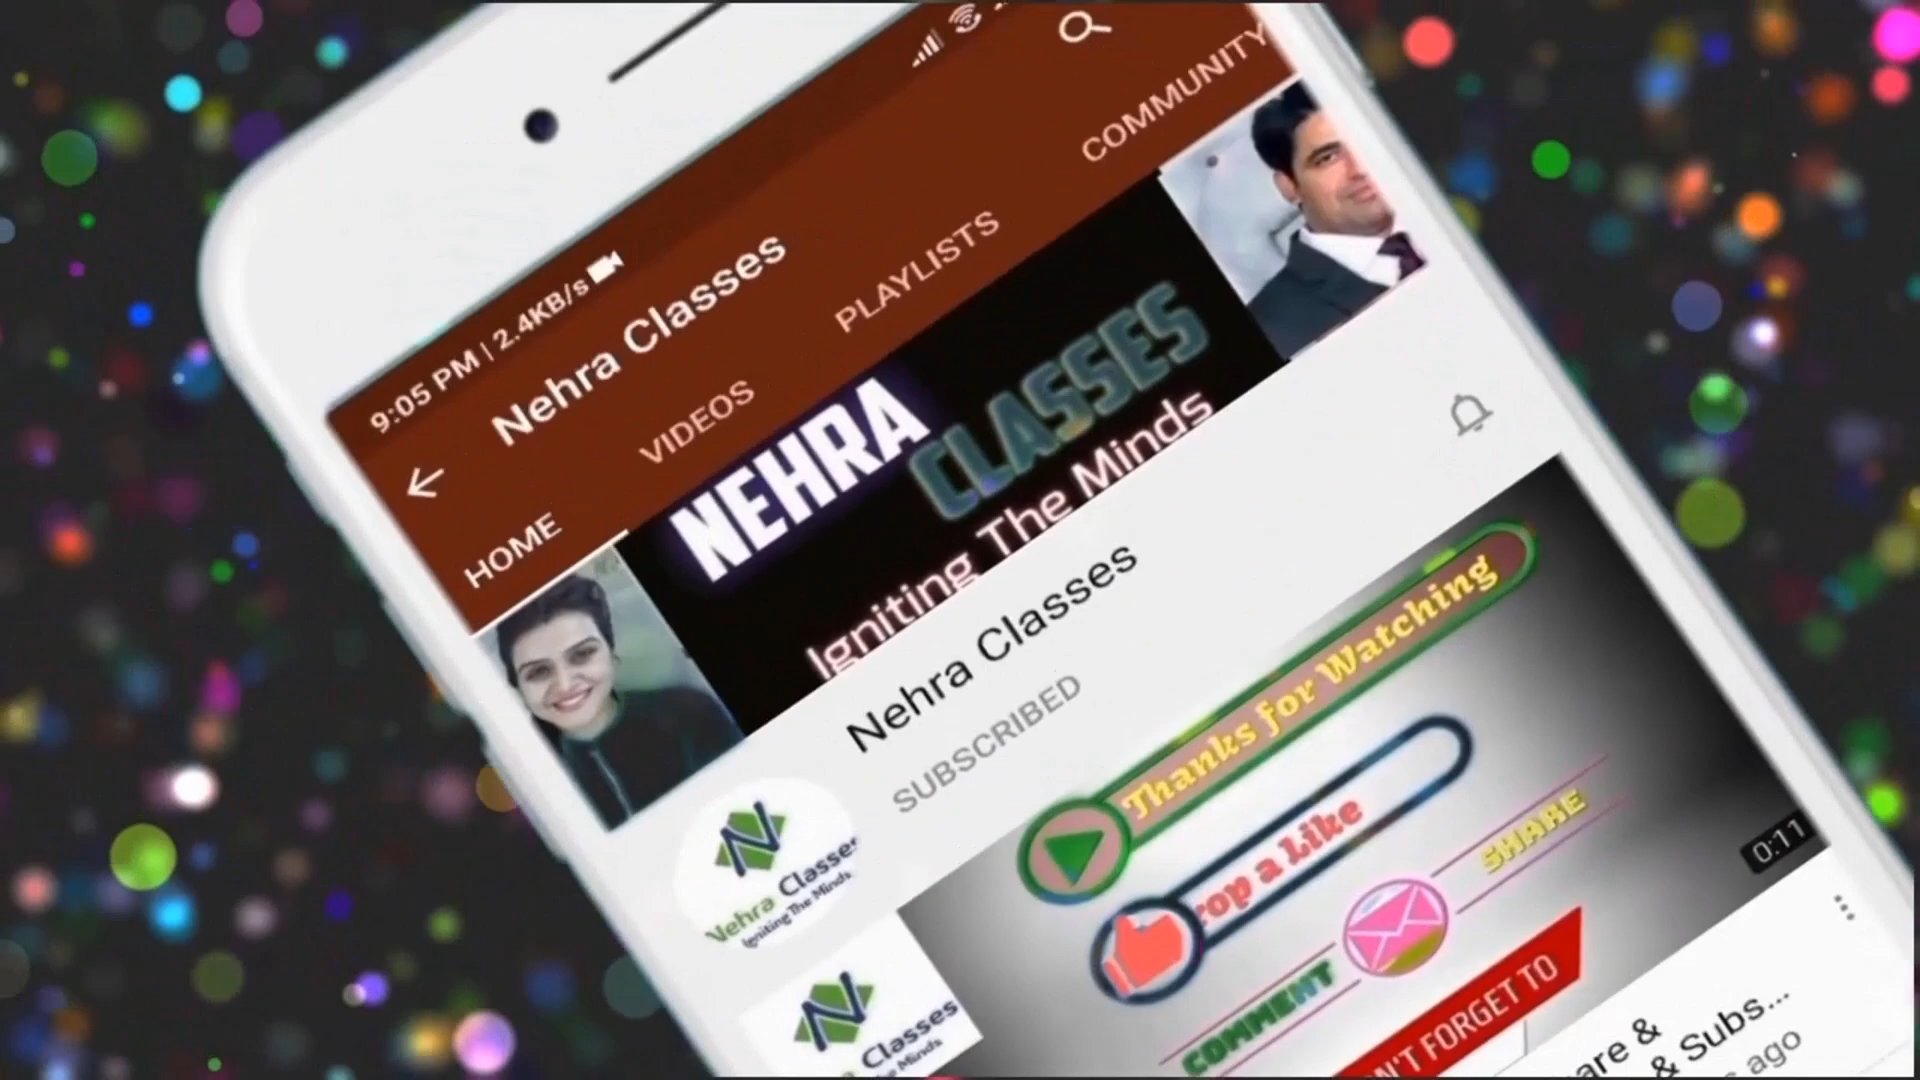 9:05 PM | 2.4KB/s
Nehra Classes
HOME
VIDEOS
PLAYLISTS
COMMUNITY
NEHRA
CLASSES
Igniting The Minds
Nehra Classes
SUBSCRIBED
Nehra Classes
Igniting The Minds
Thanks for Watching
op a Like
SHARE
COMMENT
N'T FORGET TO
0:11
Classes
Minds
are &
& Subs...
ago